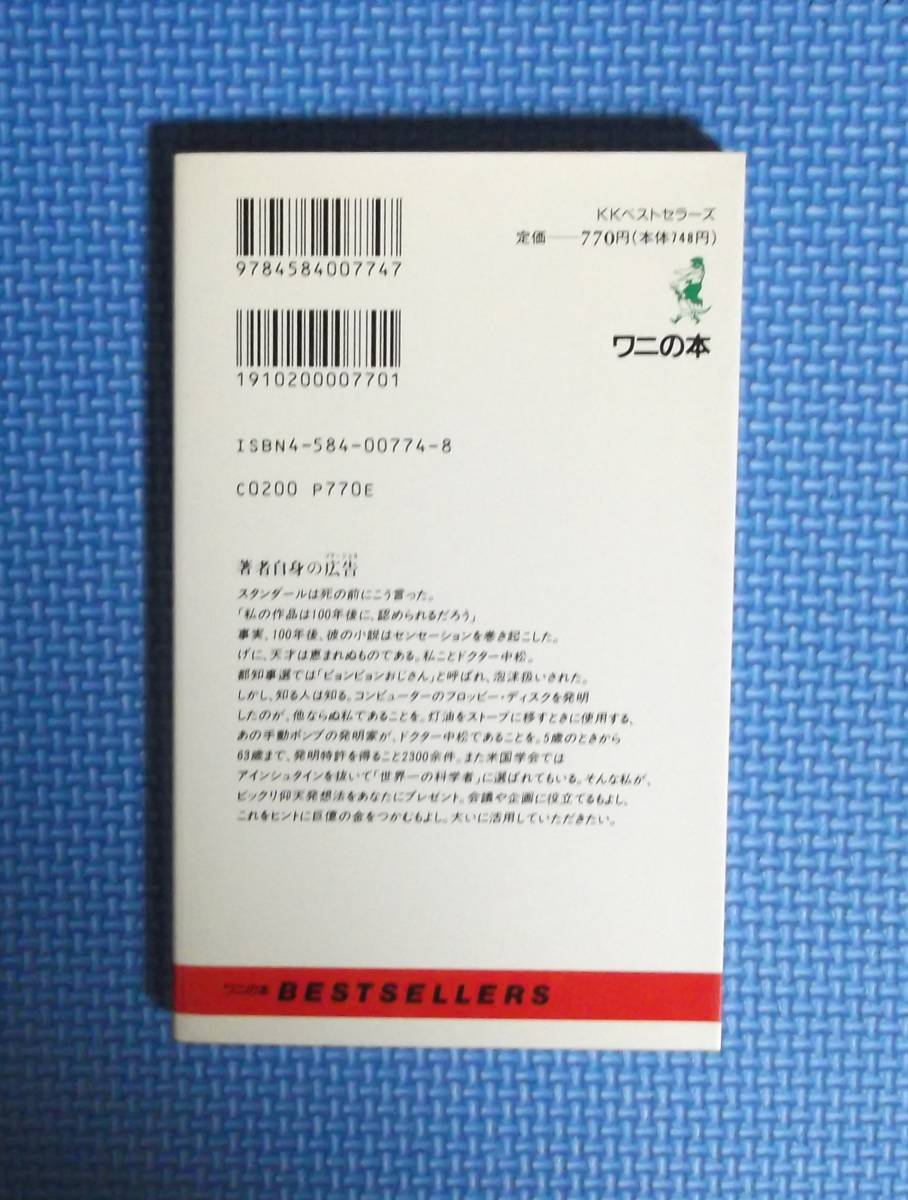 9784584007747
1910200007701
KKベストセラーズ
定価――770円(本体748円)
ワニの本
ISBN4-584-00774-8
C0200 P770E
著者自身の広告
スタンダールは死の前にこう言った。
「私の作品は100年後に、認められるだろう」
事実、100年後、彼の小説はセンセーションを巻き起こした。
げに、天才は恵まれぬものである。私ことドクター中松。
都知事選では「ピョンピョンおじさん」と呼ばれ、泡沫扱いされた。
しかし、知る人は知る。コンピューターのフロッピー・ディスクを発明
したのが、他ならぬ私であることを。灯油をストーブに移すときに使用する、
あの手動ポンプの発明家が、ドクター中松であることを。5歳のときから
63歳まで、発明特許を得ること2300余件。また米国学会では
アインシュタインを抜いて「世界一の科学者」に選ばれてもいる。そんな私が、
ビックリ仰天発想法をあなたにプレゼント。会議や企画に役立てるもよし、
これをヒントに巨億の金をつかむもよし。大いに活用していただきたい。
ワニの本 BESTSELLERS